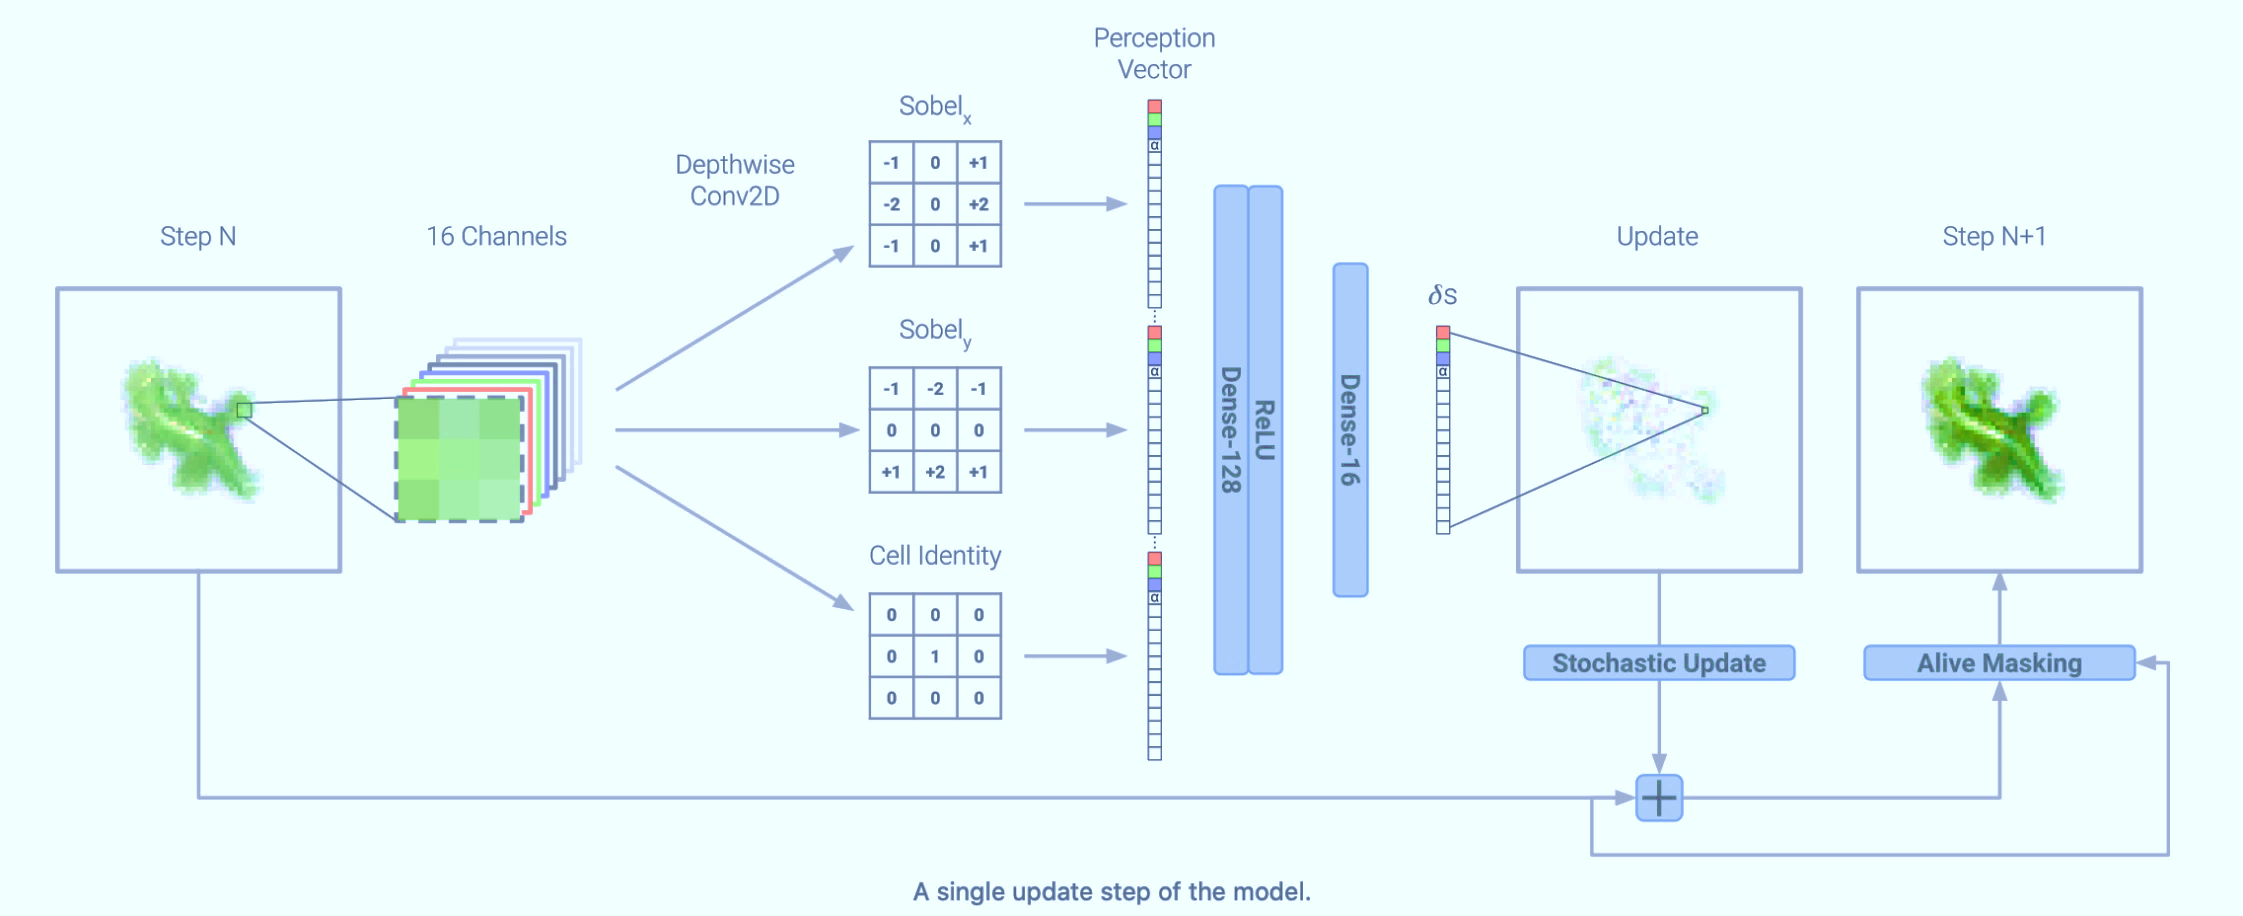 Perception
Vector
Sobelx
Depthwise
Conv2D
-1 0 +1
-2 0 +2
-1 0 +1
Step N
16 Channels
Sobely
-1 -2 -1
0 0 0
+1 +2 +1
Cell Identity
0 0 0
0 1 0
0 0 0
α
α
α
Dense-128
ReLU
Dense-16
δs
α
Update
Step N+1
Stochastic Update
Alive Masking
+
A single update step of the model.